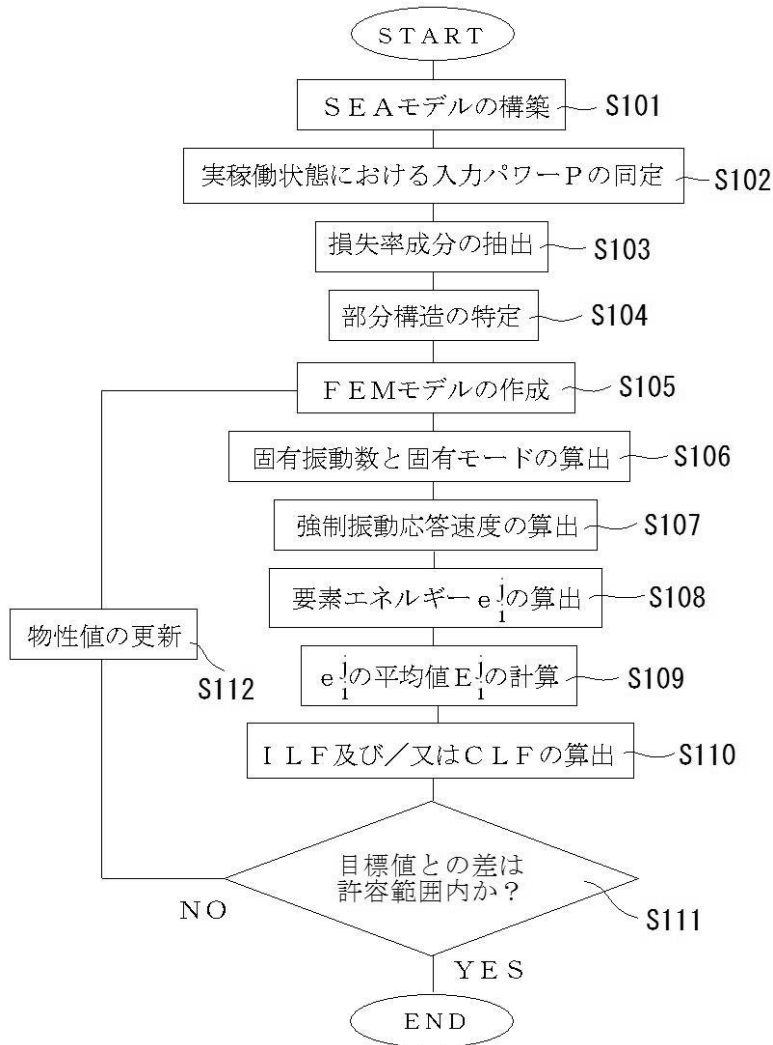 ＳＴＡＲＴ
ＳＥＡモデルの構築
S101
実稼働状態における入力パワーＰの同定
S102
損失率成分の抽出
S103
部分構造の特定
S104
ＦＥＭモデルの作成
S105
固有振動数と固有モードの算出
S106
強制振動応答速度の算出
S107
要素エネルギーｅijの算出
S108
ｅijの平均値Ｅijの計算
S109
ＩＬＦ及び／又はＣＬＦの算出
S110
目標値との差は
許容範囲内か？
S111
ＮＯ
物性値の更新
S112
ＹＥＳ
ＥＮＤ